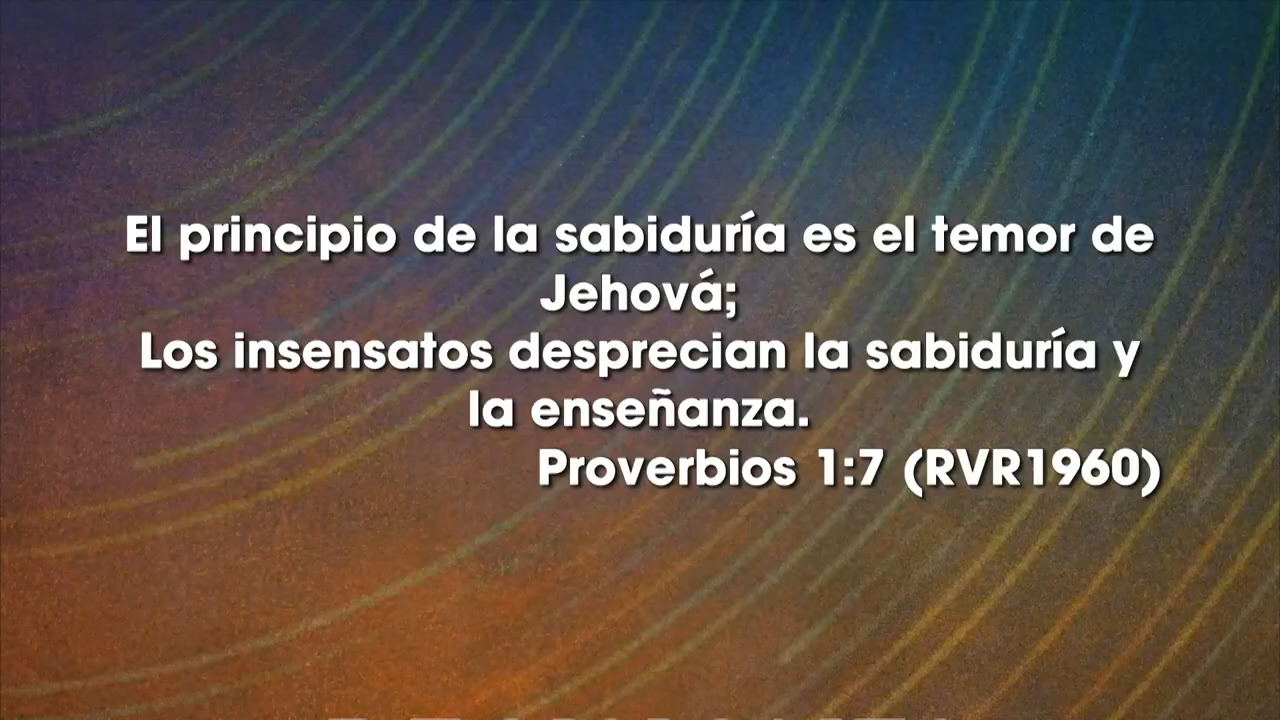 El principio de la sabiduría es el temor de
Jehová;
Los insensatos desprecian la sabiduría y
la enseñanza.
Proverbios 1:7 (RVR1960)